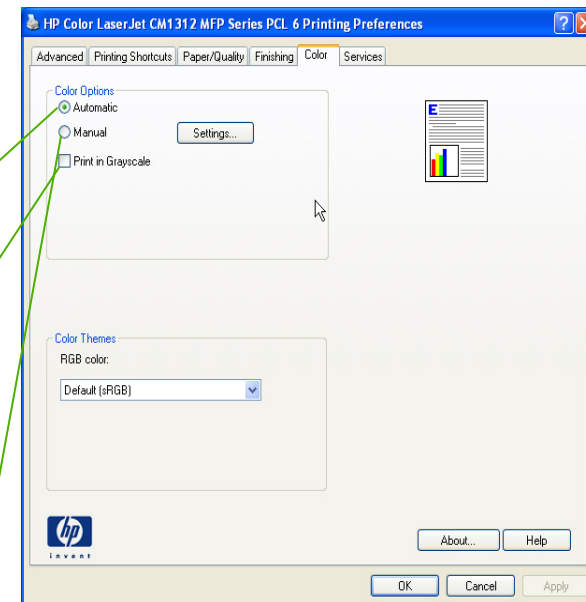 HP Color LaserJet CM1312 MFP Series PCL 6 Printing Preferences
Advanced Printing Shortcuts Paper/Quality Finishing Color Services
Color Options
Automatic
Manual Settings...
Print in Grayscale
E
Color Themes
RGB color:
Default (sRGB)
hp
invent
About... Help
OK Cancel Apply